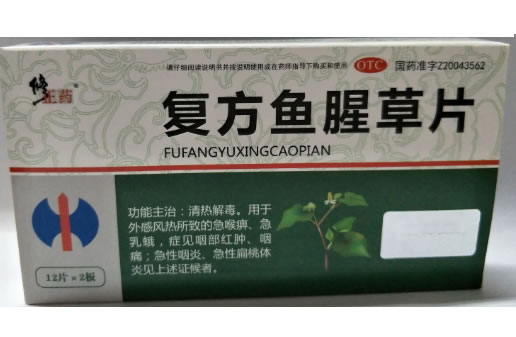 请仔细阅读说明书并按说明使用或在药师指导下购买和使用 OTC 国药准字Z20043562
修正药
复方鱼腥草片
FUFANGYUXINGCAOPIAN
功能主治：清热解毒。用于
外感风热所致的急喉痹、急
乳蛾，症见咽部红肿、咽
痛；急性咽炎、急性扁桃体
炎见上述证候者。
12片×2板